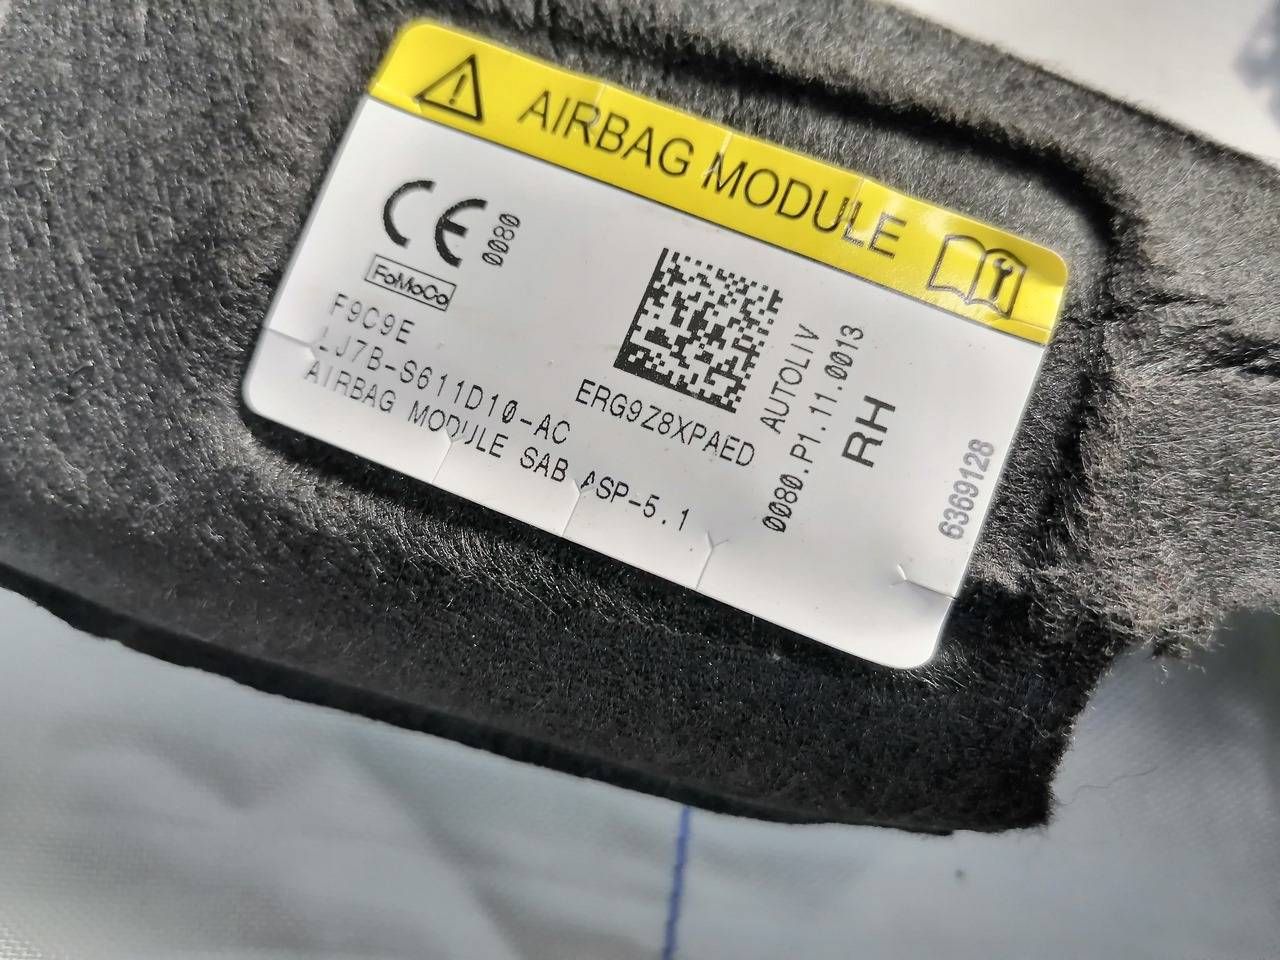 AIRBAG MODULE
CE
0080
FoMoCo
F9C9E
LJ7B-S611D10-AC
AIRBAG MODULE SAB ASP-5.1
ERG9Z8XPAED
AUTOLIV
0080.P1.11.0013
RH
6369128